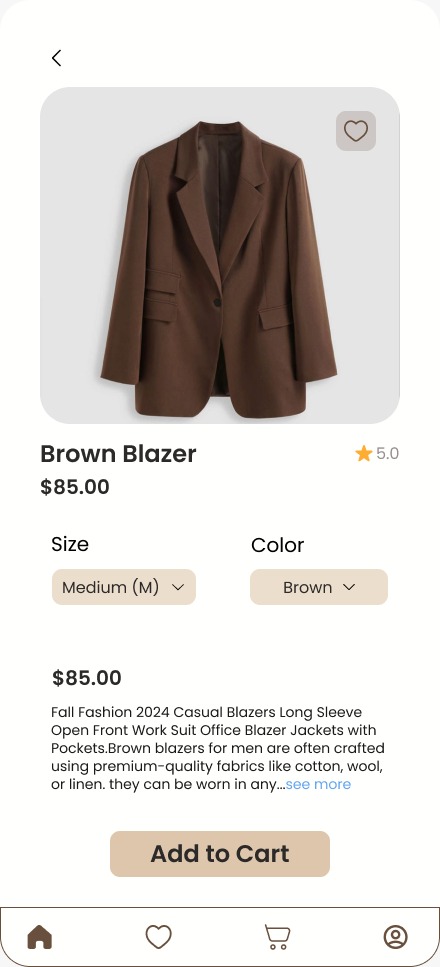 Brown Blazer
5.0
$85.00
Size
Color
Medium (M)
Brown
$85.00
Fall Fashion 2024 Casual Blazers Long Sleeve
Open Front Work Suit Office Blazer Jackets with
Pockets.Brown blazers for men are often crafted
using premium-quality fabrics like cotton, wool,
or linen. they can be worn in any...see more
Add to Cart